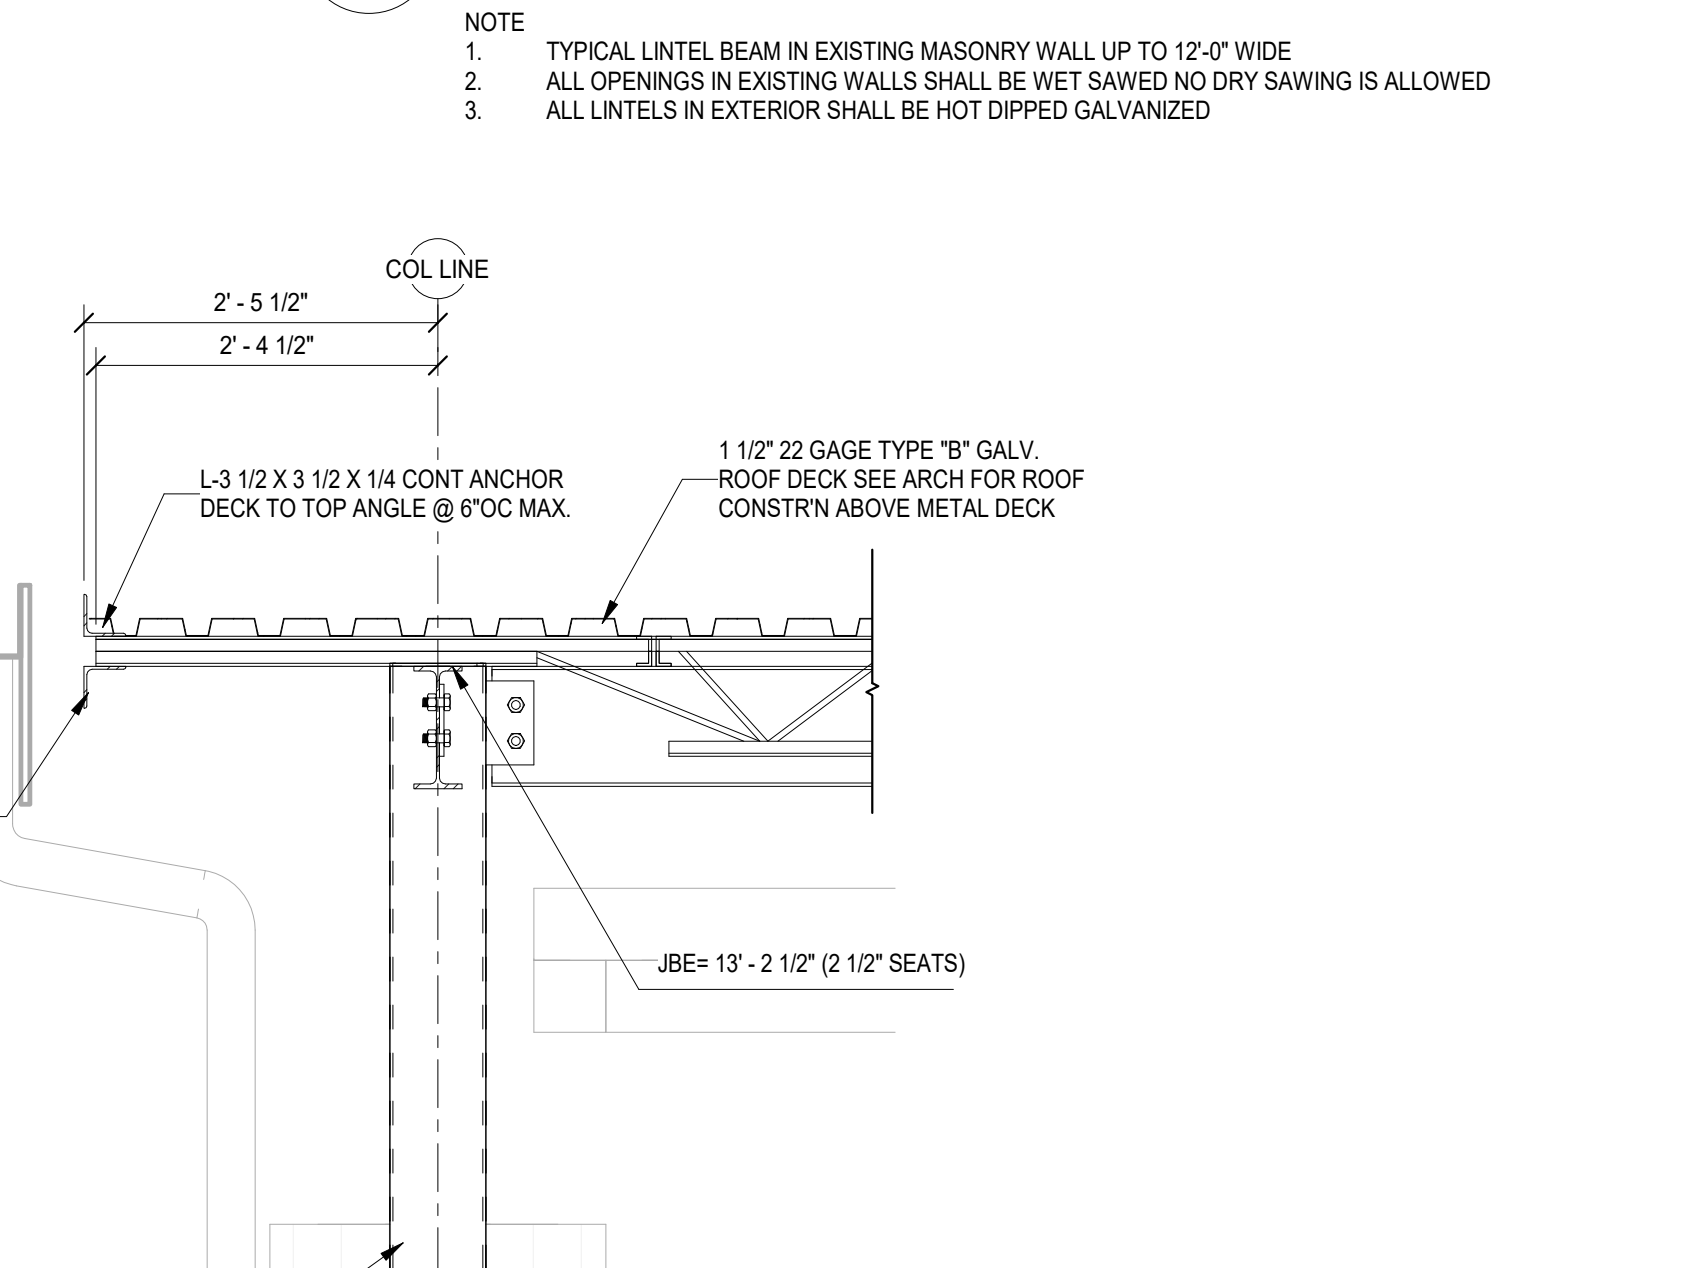 NOTE
1. TYPICAL LINTEL BEAM IN EXISTING MASONRY WALL UP TO 12'-0" WIDE
2. ALL OPENINGS IN EXISTING WALLS SHALL BE WET SAWED NO DRY SAWING IS ALLOWED
3. ALL LINTELS IN EXTERIOR SHALL BE HOT DIPPED GALVANIZED
COL LINE
2' - 5 1/2"
2' - 4 1/2"
L-3 1/2 X 3 1/2 X 1/4 CONT ANCHOR
DECK TO TOP ANGLE @ 6"OC MAX.
1 1/2" 22 GAGE TYPE "B" GALV.
ROOF DECK SEE ARCH FOR ROOF
CONSTR'N ABOVE METAL DECK
JBE= 13' - 2 1/2" (2 1/2" SEATS)